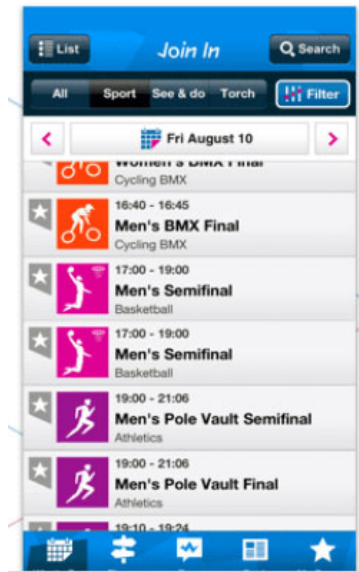 List
Join In
Search
All
Sport
See & do
Torch
Filter
Fri August 10
Women's BMX Final
Cycling BMX
16:40 - 16:45
Men's BMX Final
Cycling BMX
17:00 - 19:00
Men's Semifinal
Basketball
17:00 - 19:00
Men's Semifinal
Basketball
19:00 - 21:06
Men's Pole Vault Semifinal
Athletics
19:00 - 21:06
Men's Pole Vault Final
Athletics
19:10 - 19:24